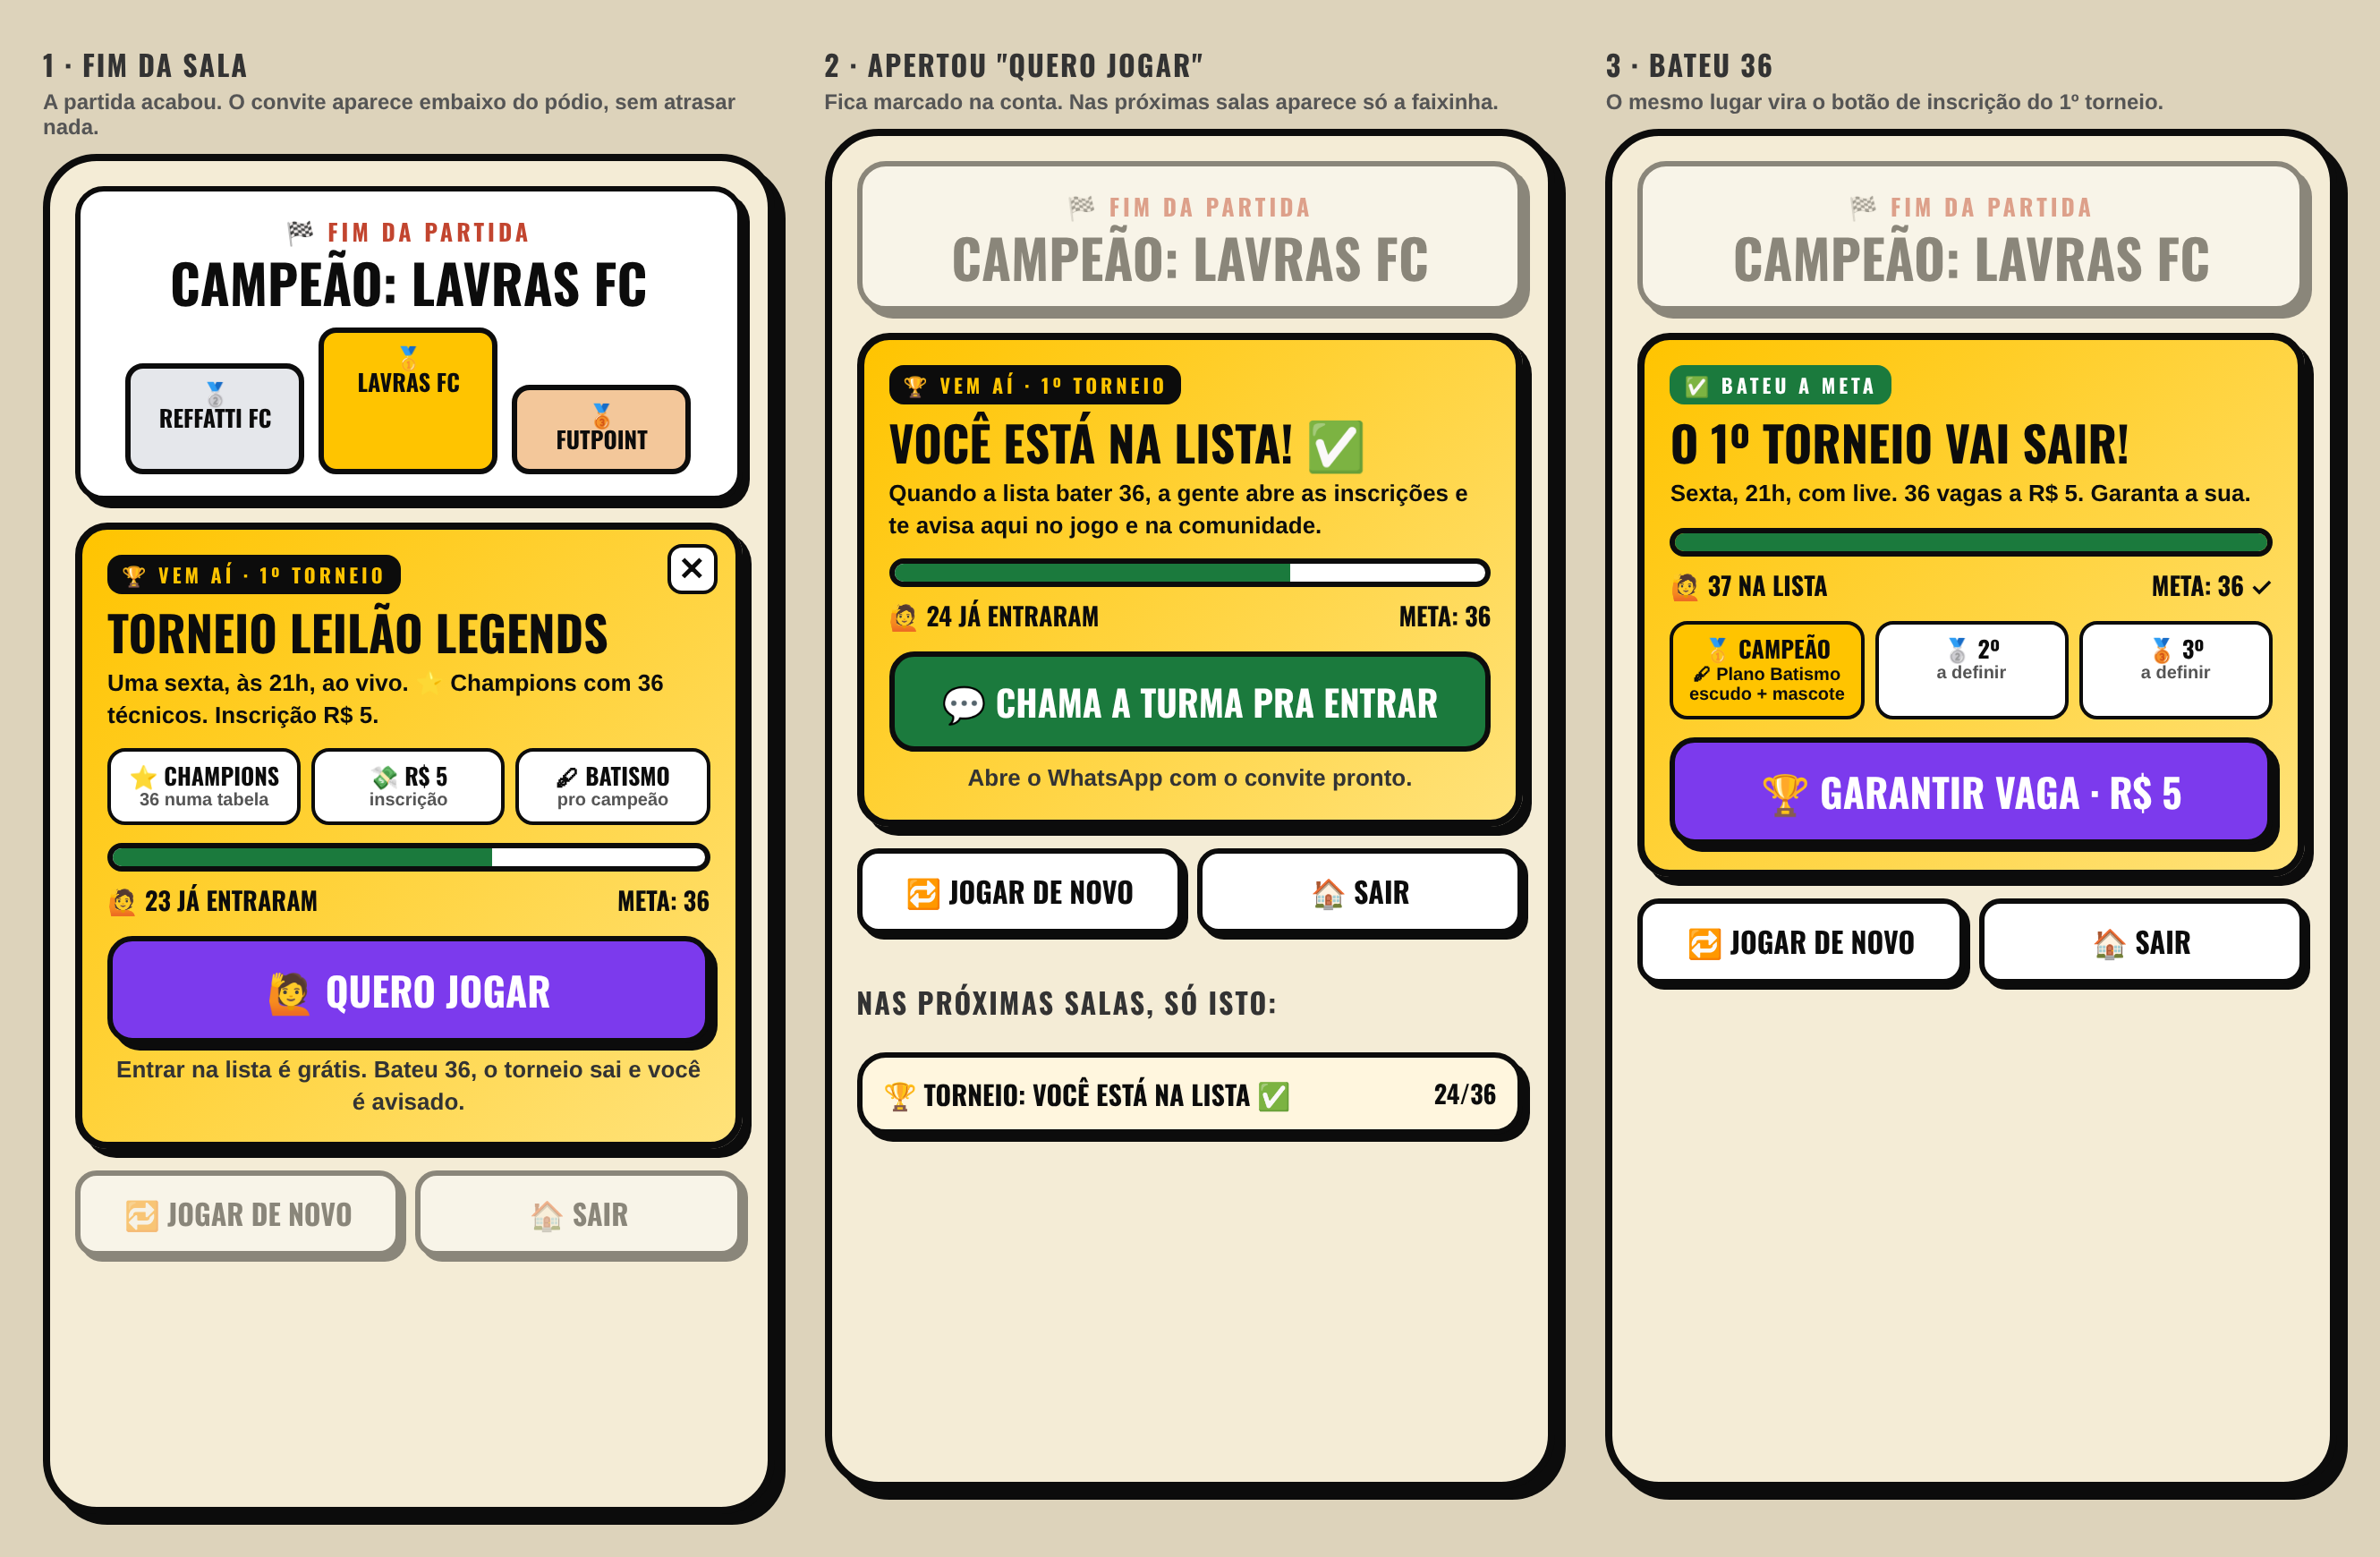 1 · FIM DA SALA
A partida acabou. O convite aparece embaixo do pódio, sem atrasar
nada.
🏁 FIM DA PARTIDA
CAMPEÃO: LAVRAS FC
🥈
REFFATTI FC
🥇
LAVRAS FC
🥉
FUTPOINT
🏆 VEM AÍ · 1º TORNEIO
✕
TORNEIO LEILÃO LEGENDS
Uma sexta, às 21h, ao vivo. ⭐ Champions com 36
técnicos. Inscrição R$ 5.
⭐ CHAMPIONS
36 numa tabela
💸 R$ 5
inscrição
🖌 BATISMO
pro campeão
🙋 23 JÁ ENTRARAM
META: 36
🙋 QUERO JOGAR
Entrar na lista é grátis. Bateu 36, o torneio sai e você
é avisado.
🔁 JOGAR DE NOVO
🏠 SAIR
2 · APERTOU "QUERO JOGAR"
Fica marcado na conta. Nas próximas salas aparece só a faixinha.
🏁 FIM DA PARTIDA
CAMPEÃO: LAVRAS FC
🏆 VEM AÍ · 1º TORNEIO
VOCÊ ESTÁ NA LISTA! ✅
Quando a lista bater 36, a gente abre as inscrições e
te avisa aqui no jogo e na comunidade.
🙋 24 JÁ ENTRARAM
META: 36
💬 CHAMA A TURMA PRA ENTRAR
Abre o WhatsApp com o convite pronto.
🔁 JOGAR DE NOVO
🏠 SAIR
NAS PRÓXIMAS SALAS, SÓ ISTO:
🏆 TORNEIO: VOCÊ ESTÁ NA LISTA ✅
24/36
3 · BATEU 36
O mesmo lugar vira o botão de inscrição do 1º torneio.
🏁 FIM DA PARTIDA
CAMPEÃO: LAVRAS FC
✅ BATEU A META
O 1º TORNEIO VAI SAIR!
Sexta, 21h, com live. 36 vagas a R$ 5. Garanta a sua.
🙋 37 NA LISTA
META: 36 ✓
🥇 CAMPEÃO
🖌 Plano Batismo
escudo + mascote
🥈 2º
a definir
🥉 3º
a definir
🏆 GARANTIR VAGA · R$ 5
🔁 JOGAR DE NOVO
🏠 SAIR